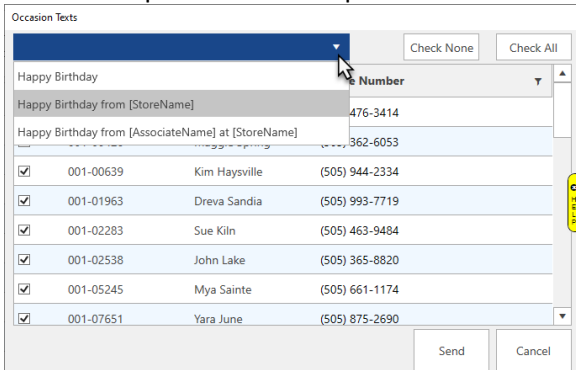 Occasion Texts
Check None
Check All
Happy Birthday
Happy Birthday from [StoreName]
Happy Birthday from [AssociateName] at [StoreName]
Number
476-3414
362-6053
001-00639 Kim Haysville (505) 944-2334
001-01963 Dreva Sandia (505) 993-7719
001-02283 Sue Kiln (505) 463-9484
001-02538 John Lake (505) 365-8820
001-05245 Mya Sainte (505) 661-1174
001-07651 Yara June (505) 875-2690
Send
Cancel